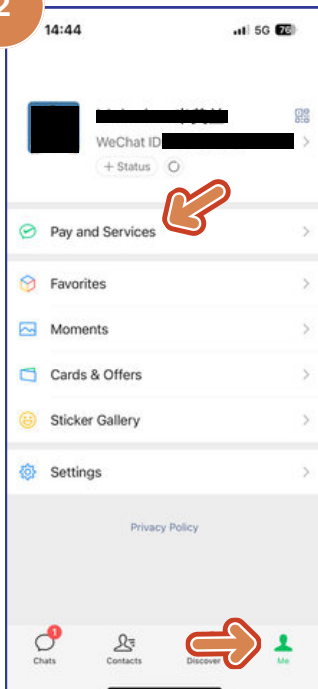 2
14:44
5G 76
WeChat ID
+ Status
Pay and Services
Favorites
Moments
Cards & Offers
Sticker Gallery
Settings
Privacy Policy
1
Chats
Contacts
Discover
Me